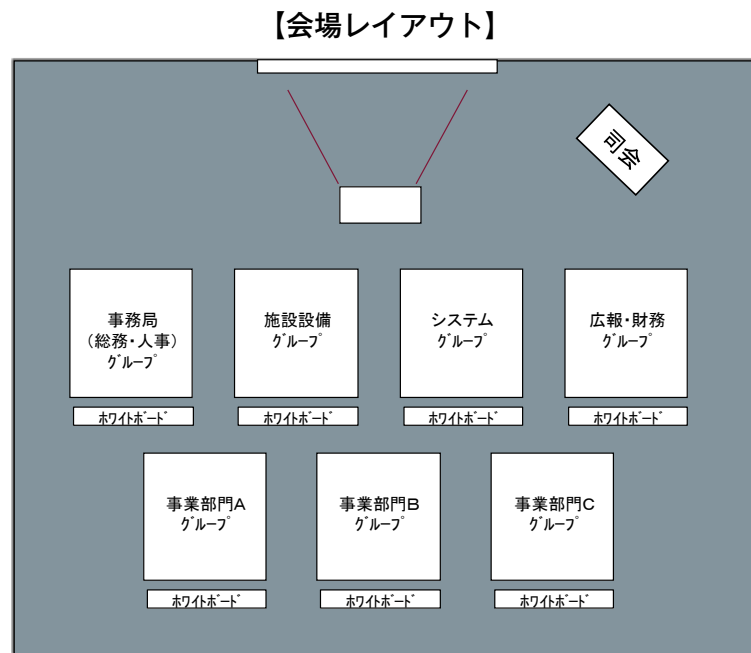 【会場レイアウト】
司会
事務局
（総務・人事）
ｸﾞﾙｰﾌﾟ
施設設備
ｸﾞﾙｰﾌﾟ
システム
ｸﾞﾙｰﾌﾟ
広報・財務
ｸﾞﾙｰﾌﾟ
ﾎﾜｲﾄﾎﾞｰﾄﾞ
ﾎﾜｲﾄﾎﾞｰﾄﾞ
ﾎﾜｲﾄﾎﾞｰﾄﾞ
ﾎﾜｲﾄﾎﾞｰﾄﾞ
事業部門A
ｸﾞﾙｰﾌﾟ
事業部門B
ｸﾞﾙｰﾌﾟ
事業部門C
ｸﾞﾙｰﾌﾟ
ﾎﾜｲﾄﾎﾞｰﾄﾞ
ﾎﾜｲﾄﾎﾞｰﾄﾞ
ﾎﾜｲﾄﾎﾞｰﾄﾞ